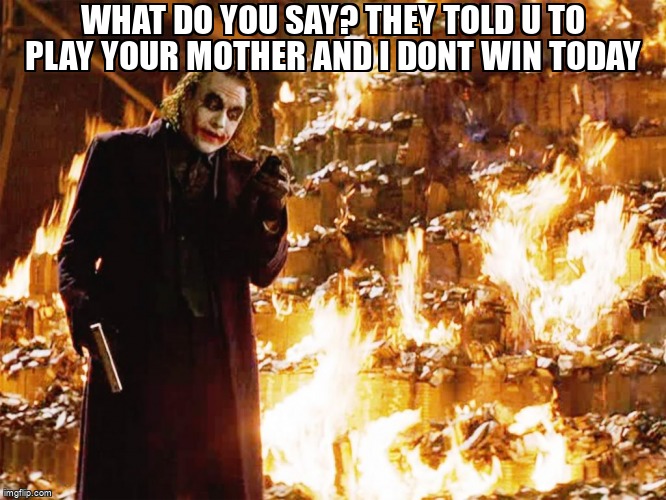 WHAT DO YOU SAY? THEY TOLD U TO
PLAY YOUR MOTHER AND I DONT WIN TODAY
imgflip.com